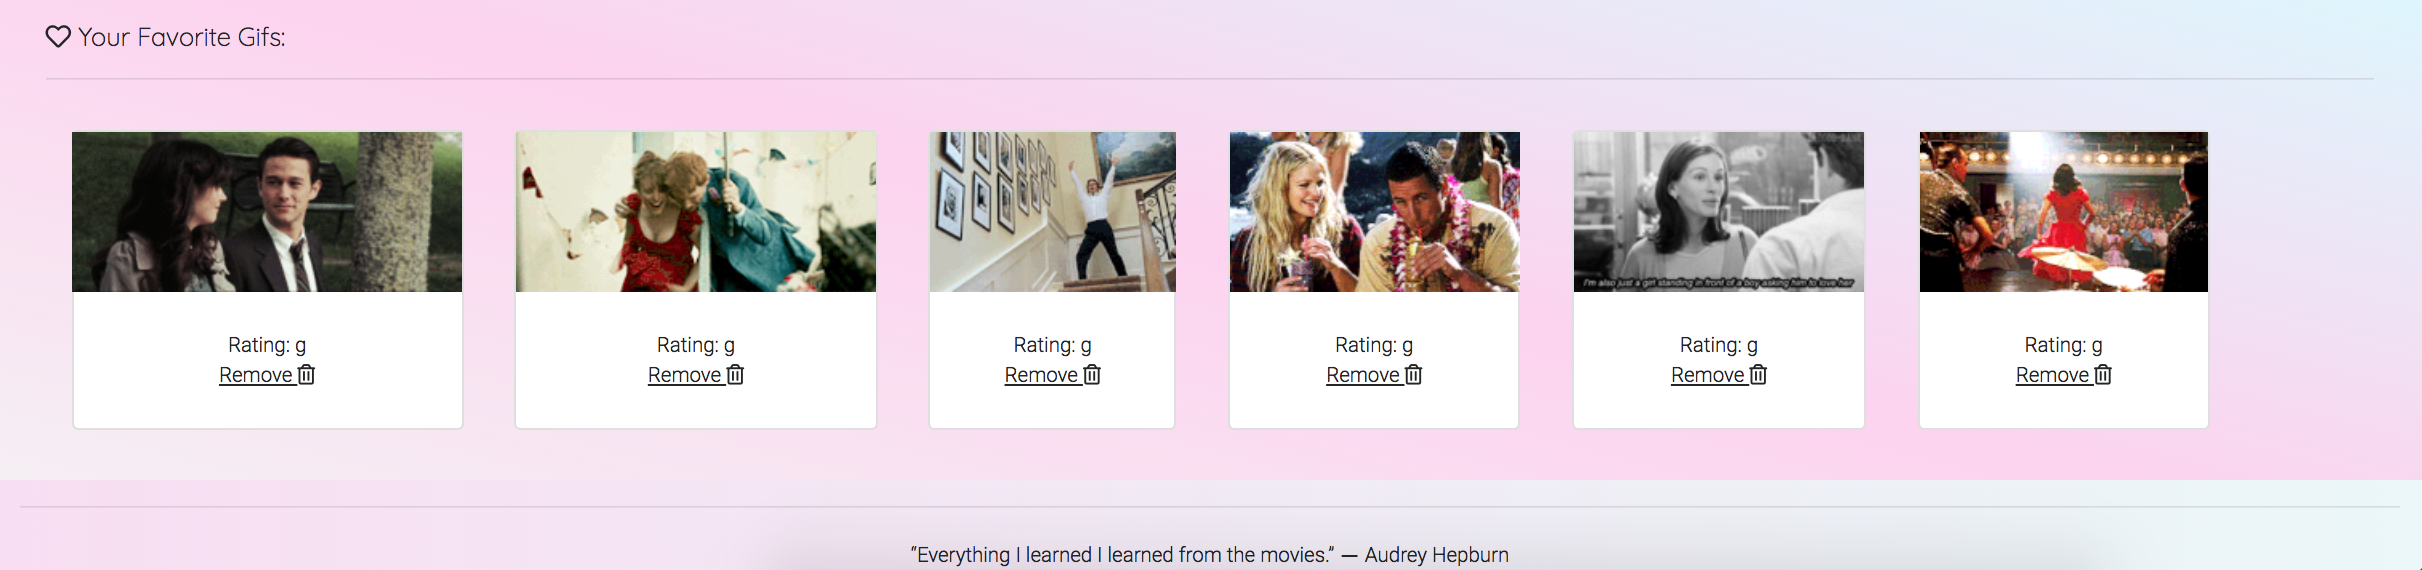 Your Favorite Gifs:
I'm also just a girl standing in front of a boy asking him to love her
Rating: g
Remove
Rating: g
Remove
Rating: g
Remove
Rating: g
Remove
Rating: g
Remove
Rating: g
Remove
“Everything I learned I learned from the movies.” — Audrey Hepburn